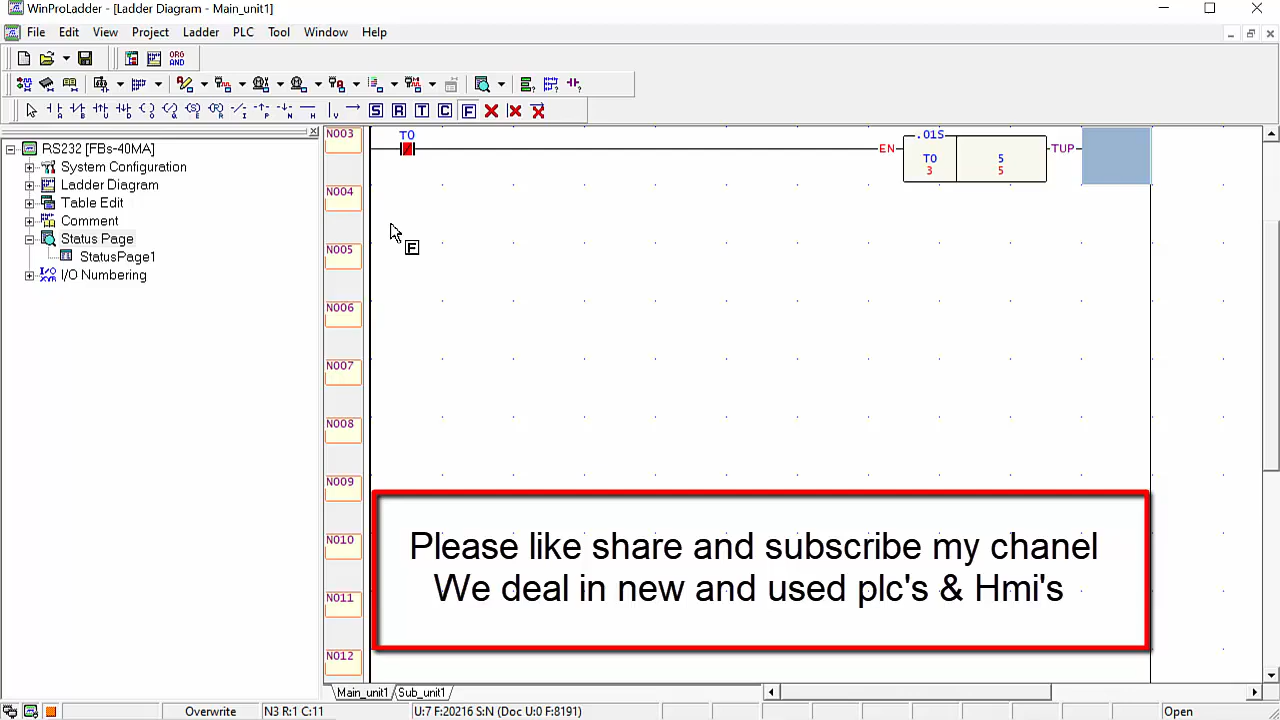 WinProLadder - [Ladder Diagram - Main_unit1]
File Edit View Project Ladder PLC Tool Window Help
ORG
AND
A B U D O Q S R I P N H V S R T C F
RS232 [FBs-40MA]
System Configuration
Ladder Diagram
Table Edit
Comment
Status Page
StatusPage1
I/O Numbering
N003
T0
EN
.01S
T0
3
5
5
TUP
N004
F
N005
N006
N007
N008
N009
N010
N011
N012
Please like share and subscribe my chanel
We deal in new and used plc's & Hmi's
Main_unit1 Sub_unit1
Overwrite N3 R:1 C:11 U:7 F:20216 S:N (Doc U:0 F:8191) Open